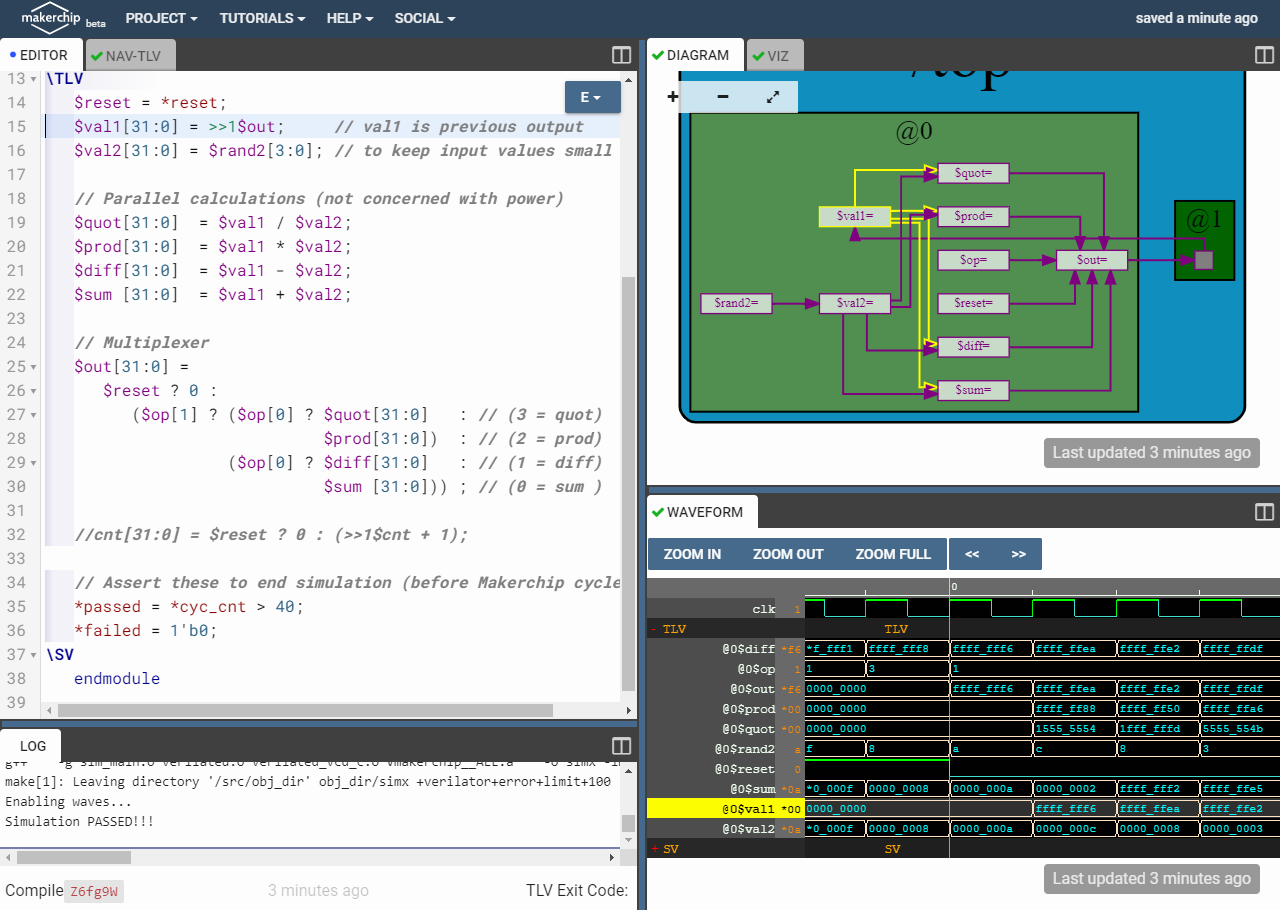 makerchip beta PROJECT TUTORIALS HELP SOCIAL saved a minute ago
EDITOR NAV-TLV
13 \TLV
E
14 $reset = *reset;
15 $val1[31:0] = >>1$out; // val1 is previous output
16 $val2[31:0] = $rand2[3:0]; // to keep input values small
17
18 // Parallel calculations (not concerned with power)
19 $quot[31:0] = $val1 / $val2;
20 $prod[31:0] = $val1 * $val2;
21 $diff[31:0] = $val1 - $val2;
22 $sum [31:0] = $val1 + $val2;
23
24 // Multiplexer
25 $out[31:0] =
26 $reset ? 0 :
27 ($op[1] ? ($op[0] ? $quot[31:0] : // (3 = quot)
28 $prod[31:0]) : // (2 = prod)
29 ($op[0] ? $diff[31:0] : // (1 = diff)
30 $sum [31:0])) ; // (0 = sum )
31
32 //cnt[31:0] = $reset ? 0 : (>>1$cnt + 1);
33
34 // Assert these to end simulation (before Makerchip cycle
35 *passed = *cyc_cnt > 40;
36 *failed = 1'b0;
37 \SV
38 endmodule
39
LOG
make[1]: Leaving directory '/src/obj_dir' obj_dir/simx +verilator+error+limit+100
Enabling waves...
Simulation PASSED!!!
Compile Z6fg9W 3 minutes ago TLV Exit Code:
DIAGRAM VIZ
/top
+ −
@0
$quot=
$val1= $prod= @1
$op= $out=
$rand2= $val2= $reset=
$diff=
$sum=
Last updated 3 minutes ago
WAVEFORM
ZOOM IN ZOOM OUT ZOOM FULL << >>
0
clk 1
- TLV TLV
@0$diff *f6 *f_fff1 ffff_fff8 ffff_fff6 ffff_ffea ffff_ffe2 ffff_ffdf
@0$op 1 1 3 1
@0$out *f6 0000_0000 ffff_fff6 ffff_ffea ffff_ffe2 ffff_ffdf
@0$prod *00 0000_0000 ffff_ff88 ffff_ff50 ffff_ffa6
@0$quot *00 0000_0000 1555_5554 1fff_fffd 5555_554b
@0$rand2 a f 8 a c 8 3
@0$reset 0
@0$sum *0a *0_000f 0000_0008 0000_000a 0000_0002 ffff_fff2 ffff_ffe5
@0$val1 *00 0000_0000 ffff_fff6 ffff_ffea ffff_ffe2
@0$val2 *0a *0_000f 0000_0008 0000_000a 0000_000c 0000_0008 0000_0003
+ SV SV
Last updated 3 minutes ago